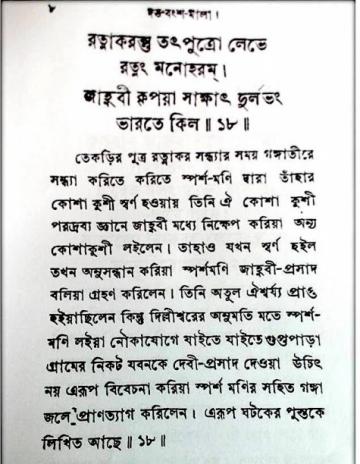 ৮ দত্ত-বংশ-মালা।
রত্নাকরস্তু তৎপুত্রো লেভে
রত্নং মনোহরম্।
জাহ্নবী কৃপয়া সাক্ষাৎ দুর্লভং
ভারতে কিল॥ ১৮॥
তেকড়ির পুত্র রত্নাকর সন্ধ্যার সময় গঙ্গাতীরে
সন্ধ্যা করিতে করিতে স্পর্শ-মণি দ্বারা তাঁহার
কোশা কুশী স্বর্ণ হওয়ায় তিনি ঐ কোশা কুশী
পরদ্রব্য জ্ঞানে জাহ্নবী মধ্যে নিক্ষেপ করিয়া অন্য
কোশাকুশী লইলেন। তাহাও যখন স্বর্ণ হইল
তখন অনুসন্ধান করিয়া স্পর্শমণি জাহ্নবী-প্রসাদ
বলিয়া গ্রহণ করিলেন। তিনি অতুল ঐশ্বর্য্য প্রাপ্ত
হইয়াছিলেন কিন্তু দিল্লীশ্বরের অনুমতি মতে স্পর্শ-
মণি লইয়া নৌকাযোগে যাইতে যাইতে গুপ্তপাড়া
গ্রামের নিকট যবনকে দেবী-প্রসাদ দেওয়া উচিৎ
নয় এরূপ বিবেচনা করিয়া স্পর্শ মণির সহিত গঙ্গা
জলে প্রাণত্যাগ করিলেন। এরূপ ঘটকের পুস্তকে
লিখিত আছে॥ ১৮॥